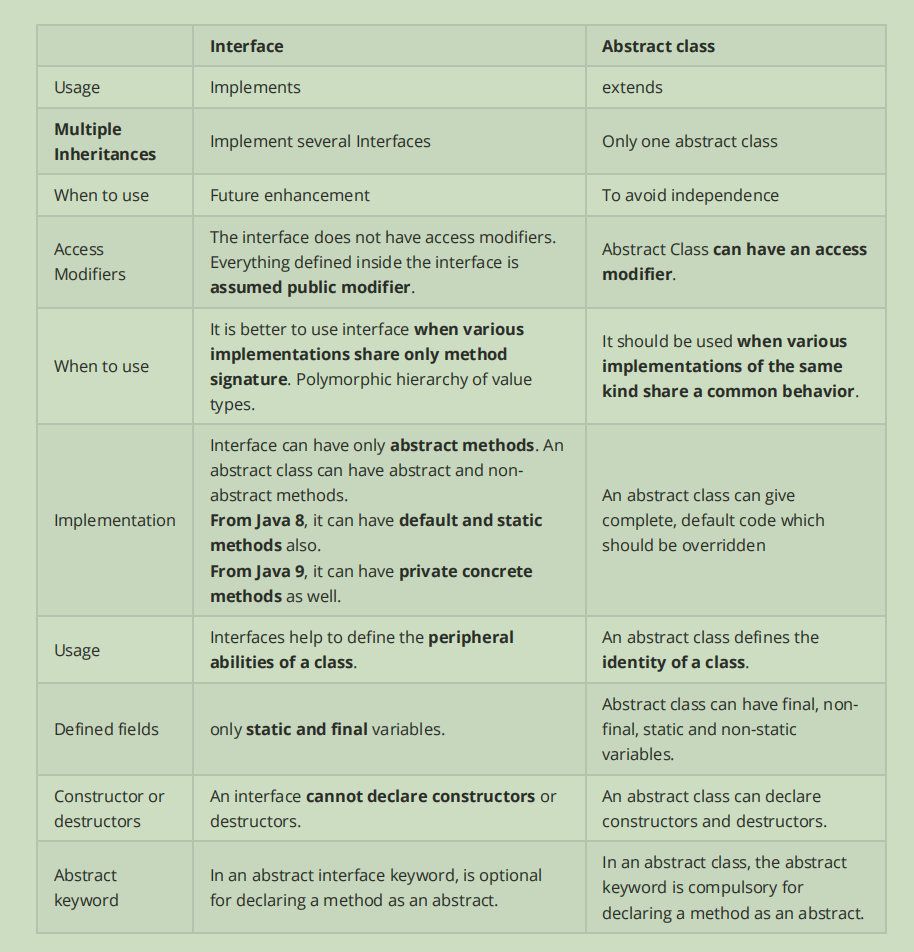 Interface Abstract class
Usage Implements extends
Multiple
Inheritances
Implement several Interfaces Only one abstract class
When to use Future enhancement To avoid independence
Access
Modifiers
The interface does not have access modifiers.
Everything defined inside the interface is
assumed public modifier.
Abstract Class can have an access
modifier.
When to use
It is better to use interface when various
implementations share only method
signature. Polymorphic hierarchy of value
types.
It should be used when various
implementations of the same
kind share a common behavior.
Implementation
Interface can have only abstract methods. An
abstract class can have abstract and non-
abstract methods.
From Java 8, it can have default and static
methods also.
From Java 9, it can have private concrete
methods as well.
An abstract class can give
complete, default code which
should be overridden
Usage
Interfaces help to define the peripheral
abilities of a class.
An abstract class defines the
identity of a class.
Defined fields
only static and final variables.
Abstract class can have final, non-
final, static and non-static
variables.
Constructor or
destructors
An interface cannot declare constructors or
destructors.
An abstract class can declare
constructors and destructors.
Abstract
keyword
In an abstract interface keyword, is optional
for declaring a method as an abstract.
In an abstract class, the abstract
keyword is compulsory for
declaring a method as an abstract.